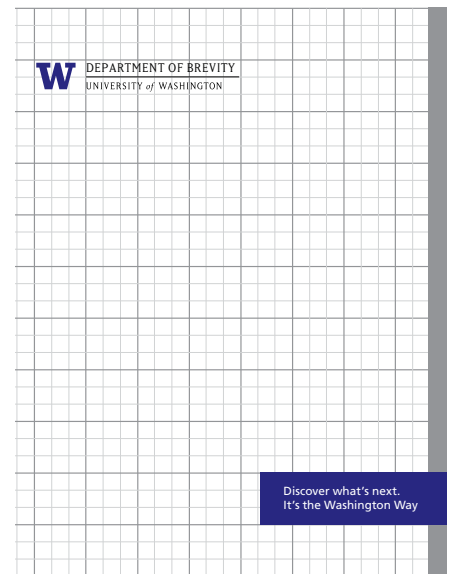 W
DEPARTMENT OF BREVITY
UNIVERSITY of WASHINGTON
Discover what's next.
It's the Washington Way